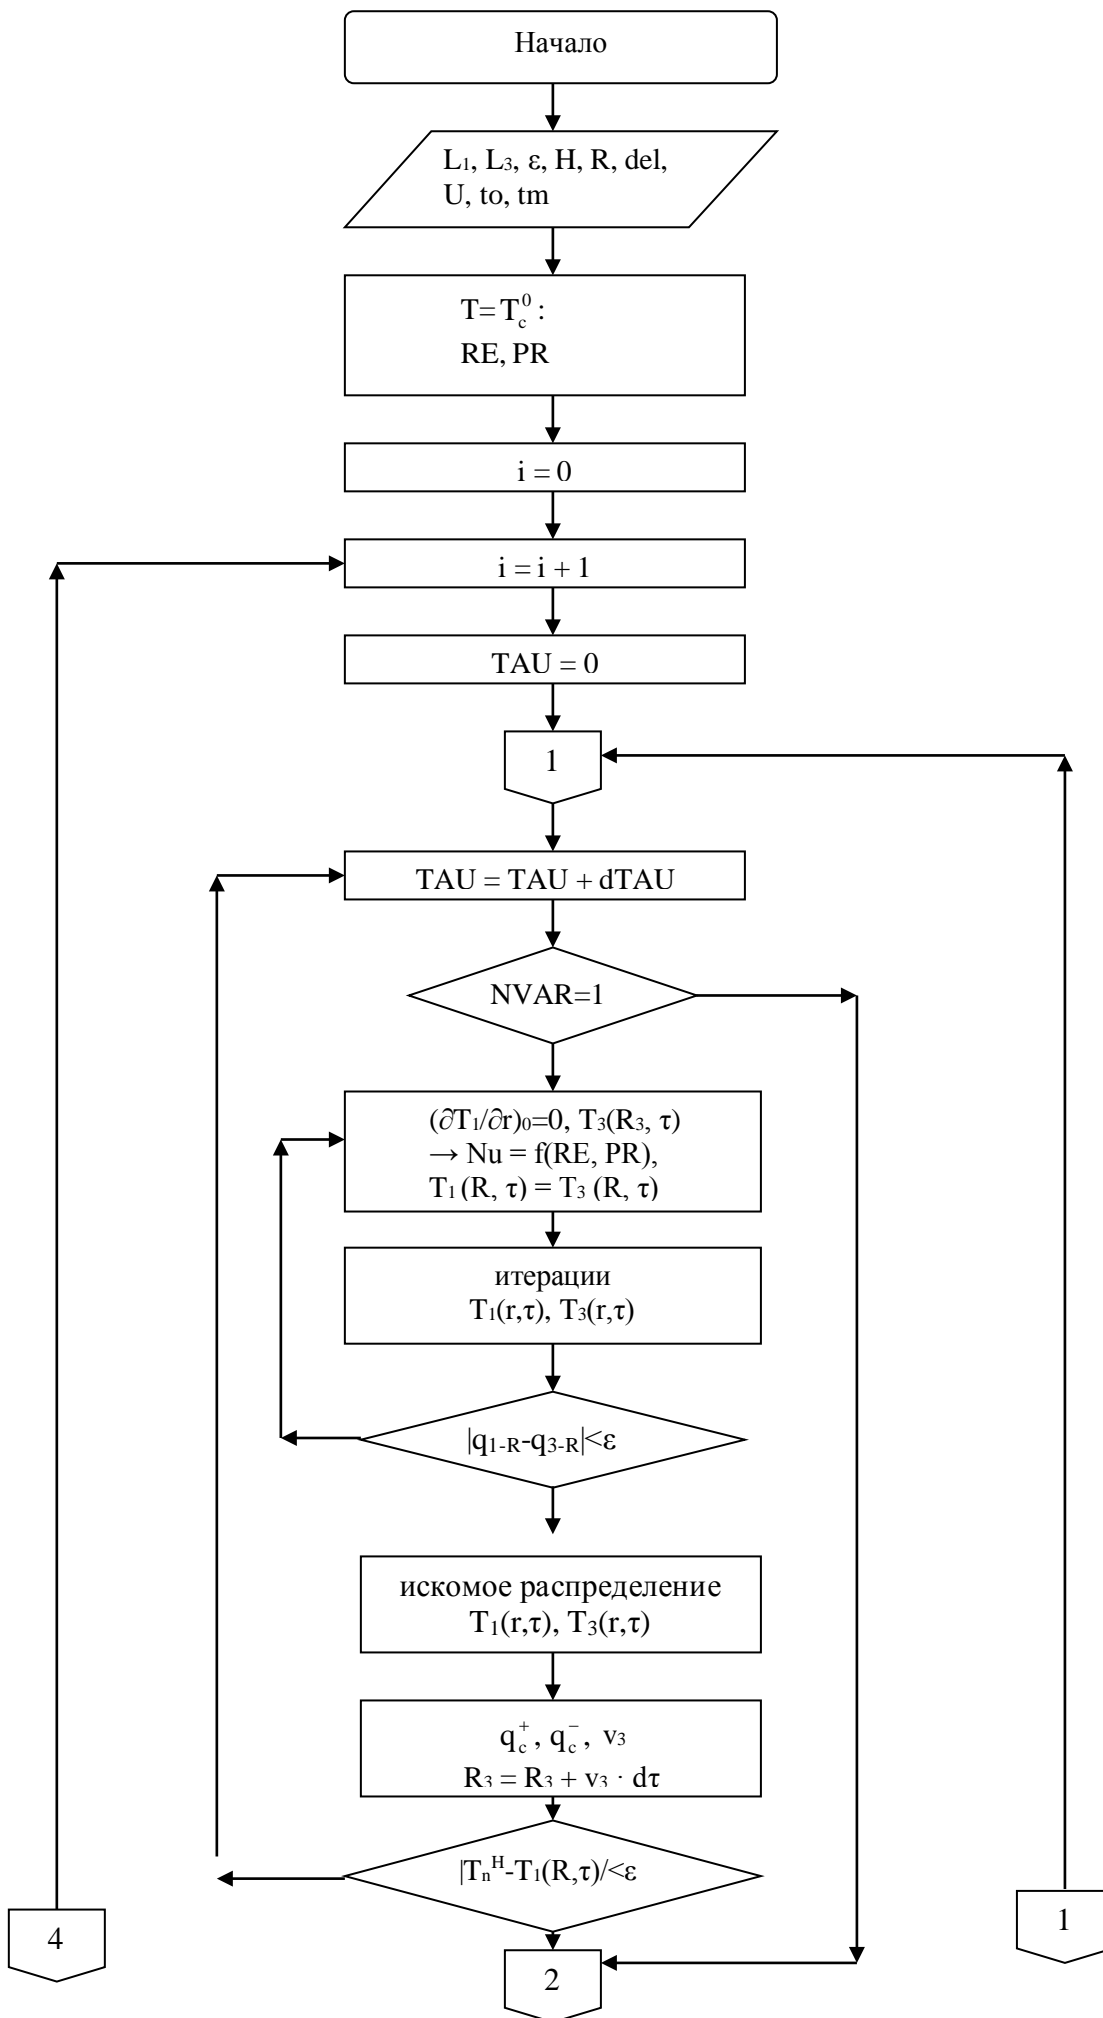 Начало
L₁, L₃, ε, H, R, del,
U, to, tm
T=T_c^0 :
RE, PR
i = 0
i = i + 1
TAU = 0
1
TAU = TAU + dTAU
NVAR=1
(∂T₁/∂r)₀=0, T₃(R₃, τ)
→ Nu = f(RE, PR),
T₁ (R, τ) = T₃ (R, τ)
итерации
T₁(r,τ), T₃(r,τ)
|q₁₋R-q₃₋R|<ε
искомое распределение
T₁(r,τ), T₃(r,τ)
q_c^+, q_c^−, v₃
R₃ = R₃ + v₃ · dτ
|Tₙᴴ-T₁(R,τ)/<ε
4
1
2